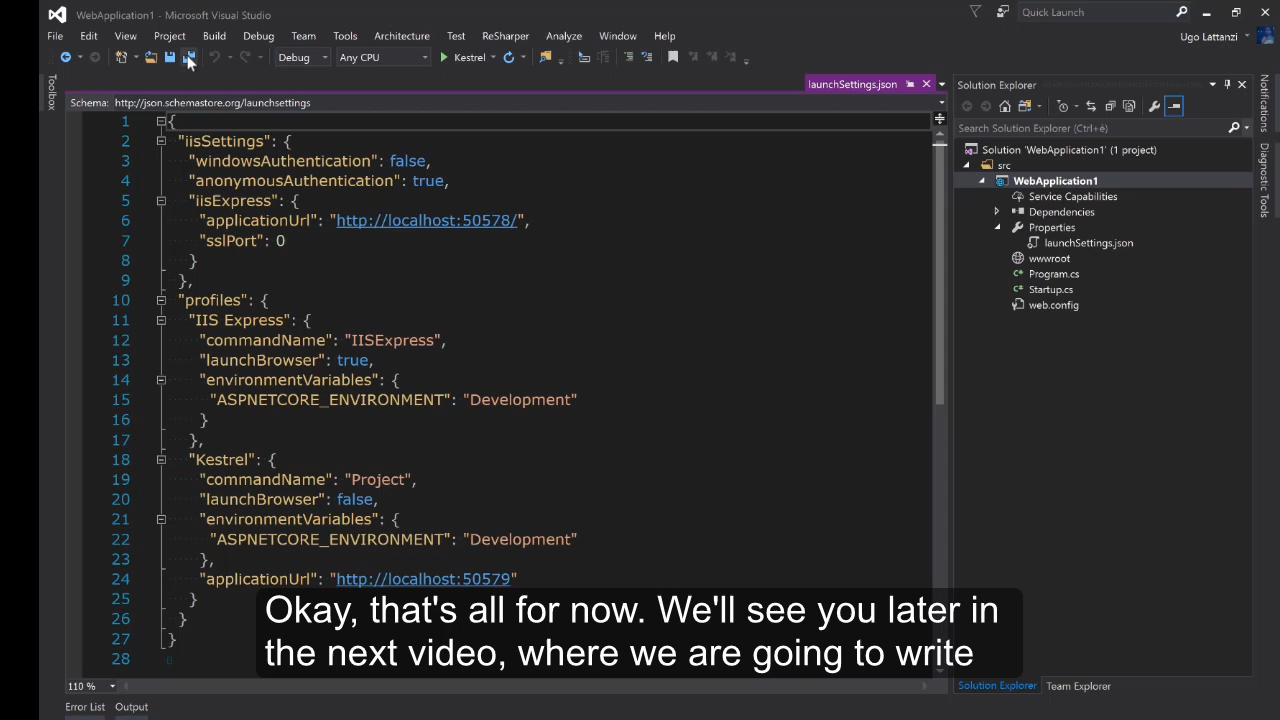 WebApplication1 - Microsoft Visual Studio
Quick Launch
File Edit View Project Build Debug Team Tools Architecture Test ReSharper Analyze Window Help
Ugo Lattanzi
Debug Any CPU Kestrel
Toolbox
launchSettings.json
Schema: http://json.schemastore.org/launchsettings
1 {
2 "iisSettings": {
3 "windowsAuthentication": false,
4 "anonymousAuthentication": true,
5 "iisExpress": {
6 "applicationUrl": "http://localhost:50578/",
7 "sslPort": 0
8 }
9 },
10 "profiles": {
11 "IIS Express": {
12 "commandName": "IISExpress",
13 "launchBrowser": true,
14 "environmentVariables": {
15 "ASPNETCORE_ENVIRONMENT": "Development"
16 }
17 },
18 "Kestrel": {
19 "commandName": "Project",
20 "launchBrowser": false,
21 "environmentVariables": {
22 "ASPNETCORE_ENVIRONMENT": "Development"
23 },
24 "applicationUrl": "http://localhost:50579"
25 }
26 }
27 }
28
Okay, that's all for now. We'll see you later in
the next video, where we are going to write
110 %
Error List Output
Solution Explorer
Search Solution Explorer (Ctrl+è)
Solution 'WebApplication1' (1 project)
src
WebApplication1
Service Capabilities
Dependencies
Properties
launchSettings.json
wwwroot
Program.cs
Startup.cs
web.config
Solution Explorer Team Explorer
Notifications
Diagnostic Tools